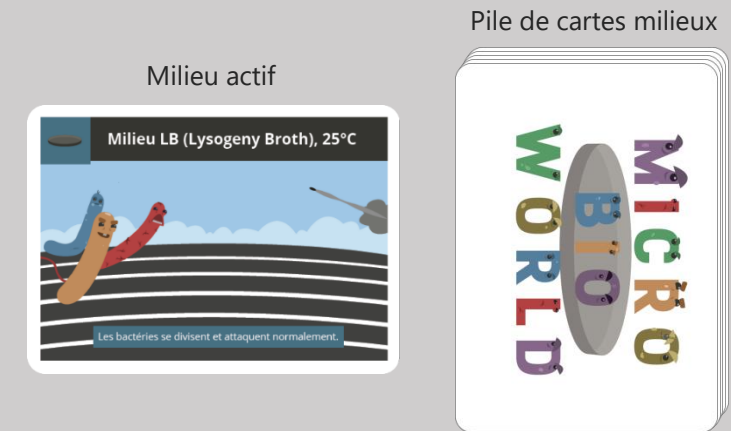 Pile de cartes milieux
Milieu actif
Milieu LB (Lysogeny Broth), 25°C
Les bactéries se divisent et attaquent normalement.
MICRO
BIO
WORLD